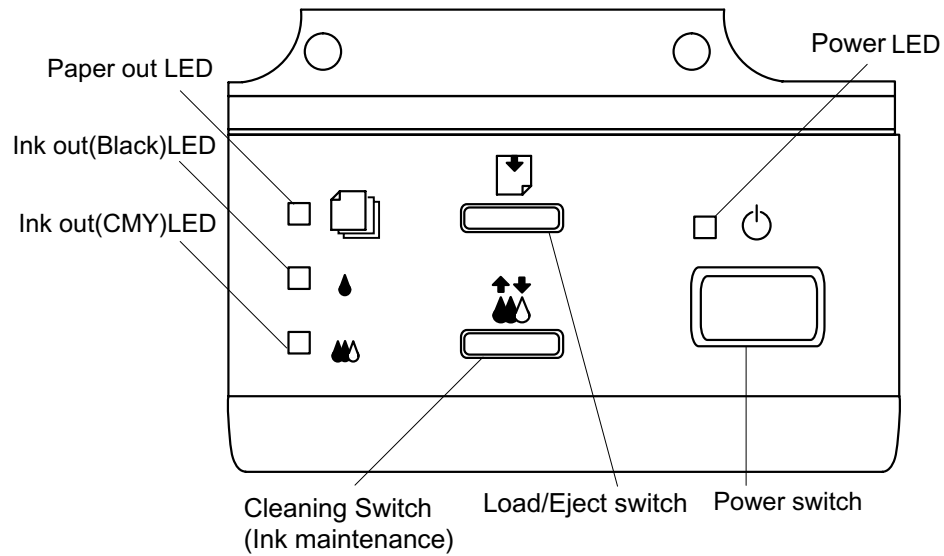 Power LED
Paper out LED
Ink out(Black)LED
Ink out(CMY)LED
Cleaning Switch
(Ink maintenance)
Load/Eject switch
Power switch